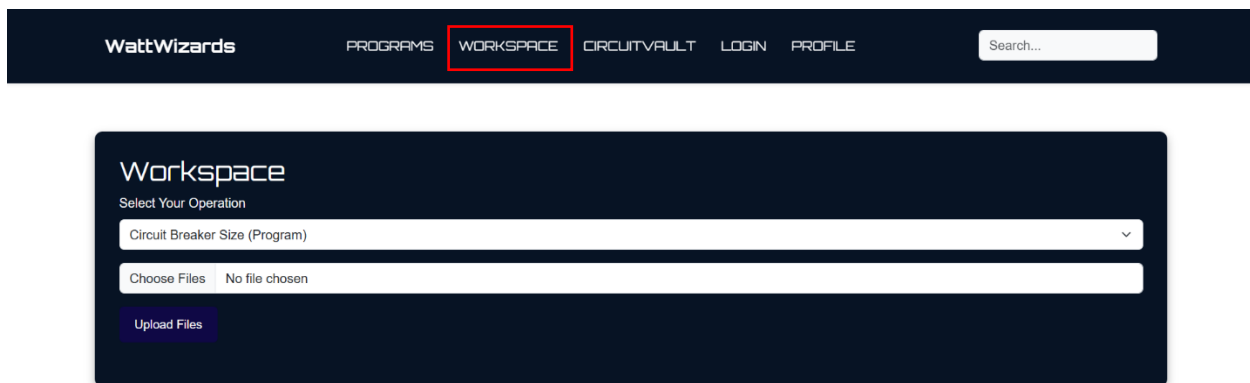 WattWizards PROGRAMS WORKSPACE CIRCUITVAULT LOGIN PROFILE Search...
Workspace
Select Your Operation
Circuit Breaker Size (Program)
Choose Files No file chosen
Upload Files